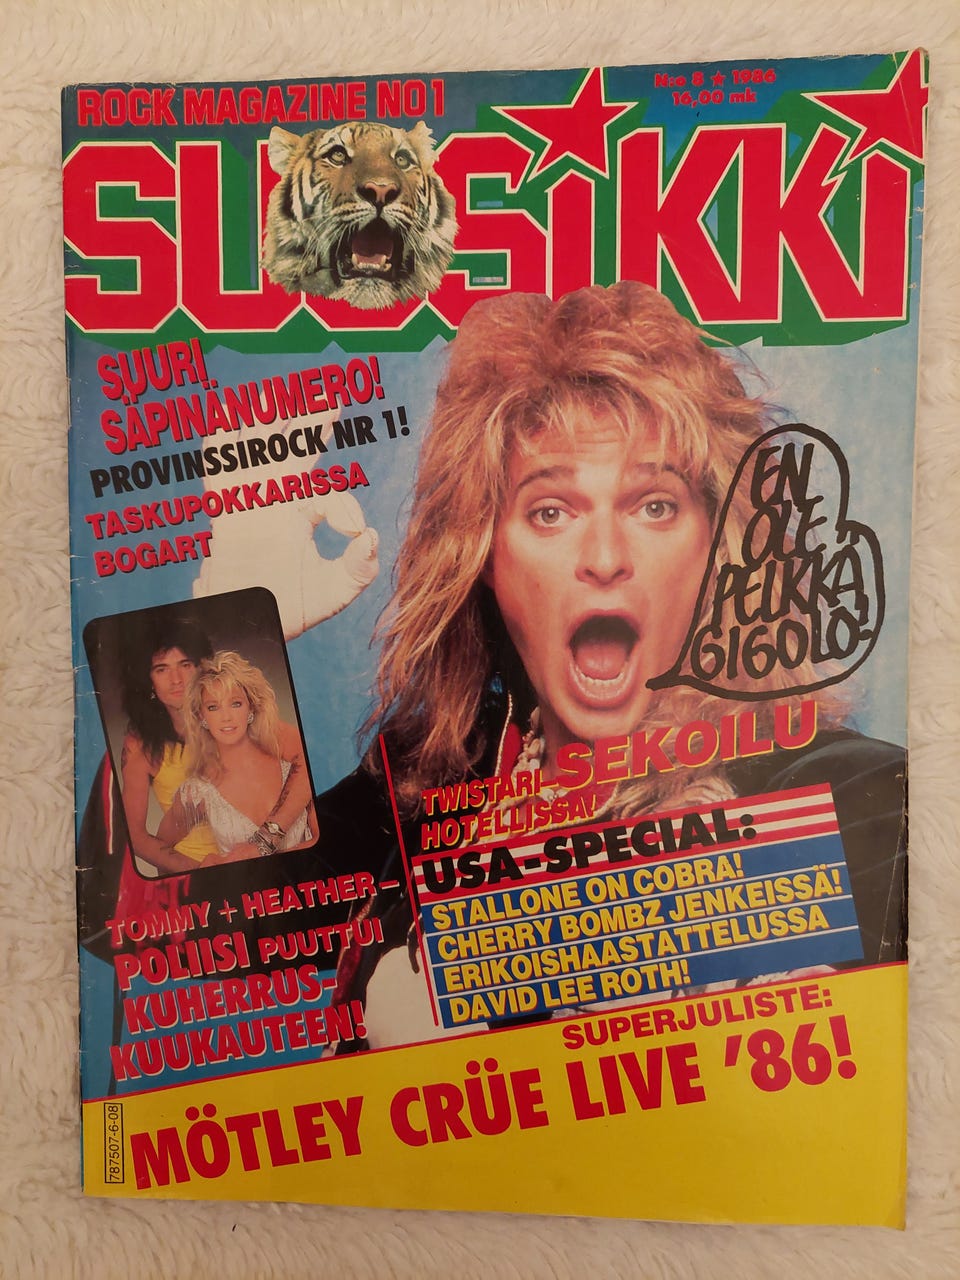 ROCK MAGAZINE NO1
N:o 8 ★ 1986
16,00 mk
SUOSIKKI
SUURI
SÄPINÄNUMERO!
PROVINSSIROCK NR 1!
TASKUPOKKARISSA
BOGART
EN
OLE
PELKKÄ
GIGOLO!
TWISTARI-SEKOILU
HOTELLISSA!
USA-SPECIAL:
STALLONE ON COBRA!
CHERRY BOMBZ JENKEISSÄ!
ERIKOISHAASTATTELUSSA
DAVID LEE ROTH!
TOMMY + HEATHER–
POLIISI PUUTTUI
KUHERRUS-
KUUKAUTEEN!
SUPERJULISTE:
MÖTLEY CRÜE LIVE '86!
787507-6-08